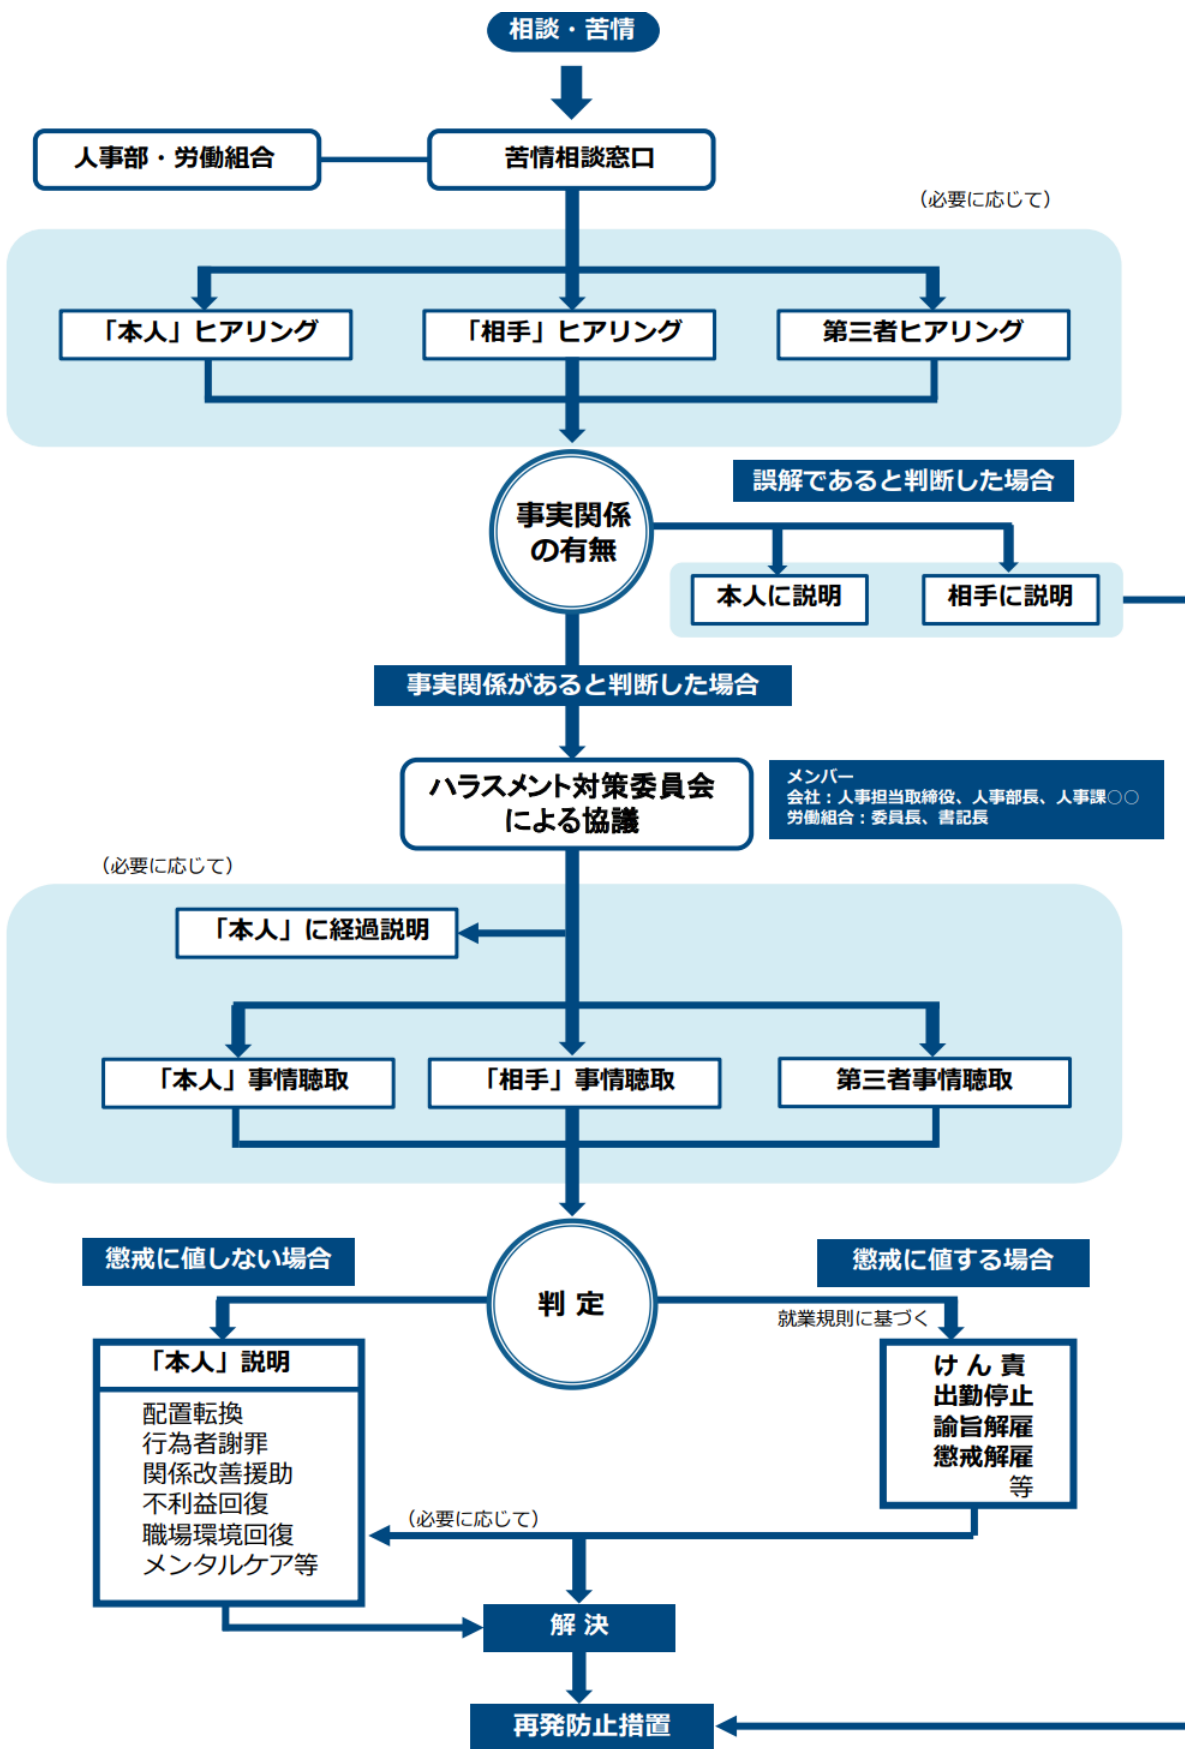 相談・苦情
人事部・労働組合
苦情相談窓口
（必要に応じて）
「本人」ヒアリング
「相手」ヒアリング
第三者ヒアリング
誤解であると判断した場合
事実関係
の有無
本人に説明
相手に説明
事実関係があると判断した場合
ハラスメント対策委員会
による協議
メンバー
会社：人事担当取締役、人事部長、人事課○○
労働組合：委員長、書記長
（必要に応じて）
「本人」に経過説明
「本人」事情聴取
「相手」事情聴取
第三者事情聴取
懲戒に値しない場合
懲戒に値する場合
判 定
就業規則に基づく
「本人」説明
配置転換
行為者謝罪
関係改善援助
不利益回復
職場環境回復
メンタルケア等
け ん 責
出勤停止
諭旨解雇
懲戒解雇
等
（必要に応じて）
解 決
再発防止措置